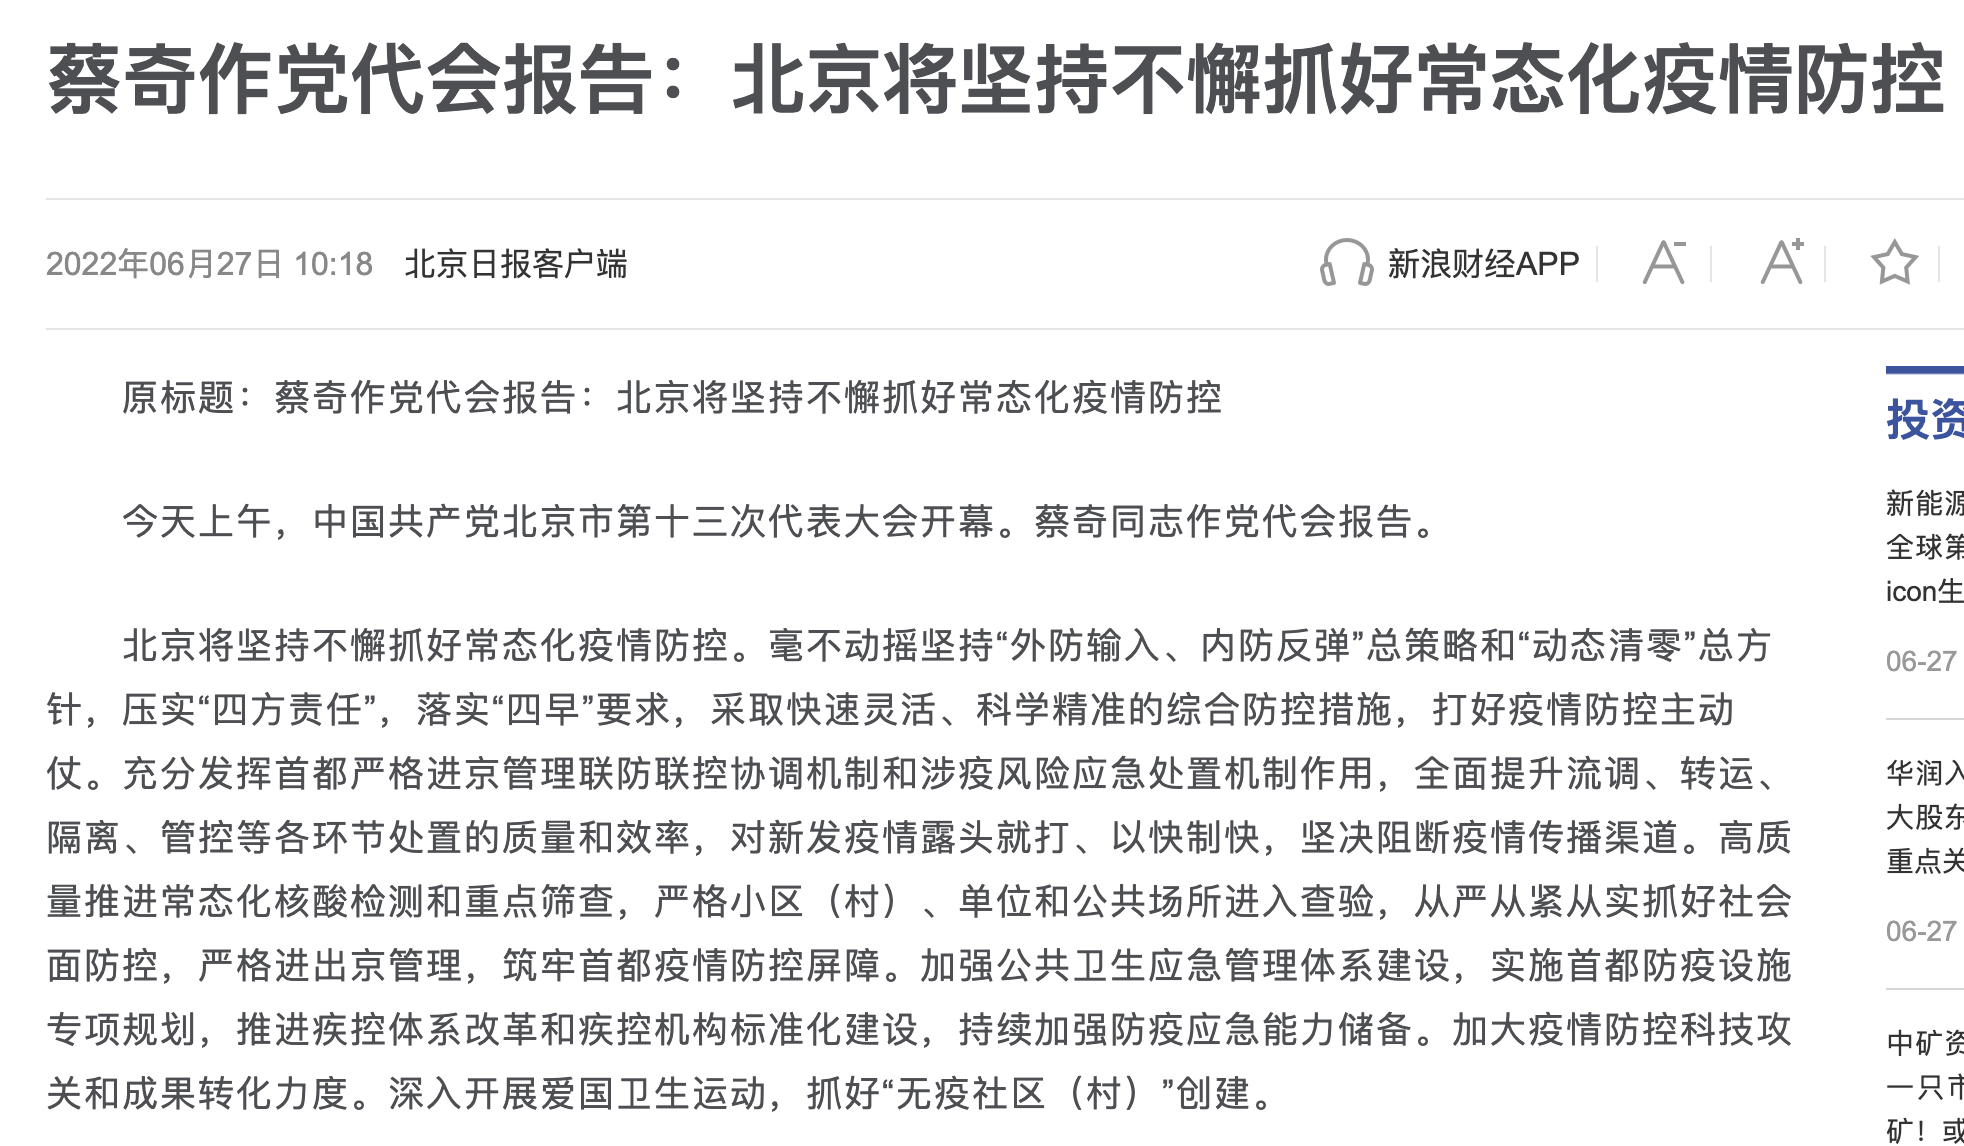 蔡奇作党代会报告：北京将坚持不懈抓好常态化疫情防控
2022年06月27日 10:18 北京日报客户端
新浪财经APP
A-
A+
原标题：蔡奇作党代会报告：北京将坚持不懈抓好常态化疫情防控
今天上午，中国共产党北京市第十三次代表大会开幕。蔡奇同志作党代会报告。
北京将坚持不懈抓好常态化疫情防控。毫不动摇坚持“外防输入、内防反弹”总策略和“动态清零”总方
针，压实“四方责任”，落实“四早”要求，采取快速灵活、科学精准的综合防控措施，打好疫情防控主动
仗。充分发挥首都严格进京管理联防联控协调机制和涉疫风险应急处置机制作用，全面提升流调、转运、
隔离、管控等各环节处置的质量和效率，对新发疫情露头就打、以快制快，坚决阻断疫情传播渠道。高质
量推进常态化核酸检测和重点筛查，严格小区（村）、单位和公共场所进入查验，从严从紧从实抓好社会
面防控，严格进出京管理，筑牢首都疫情防控屏障。加强公共卫生应急管理体系建设，实施首都防疫设施
专项规划，推进疾控体系改革和疾控机构标准化建设，持续加强防疫应急能力储备。加大疫情防控科技攻
关和成果转化力度。深入开展爱国卫生运动，抓好“无疫社区（村）”创建。
投资
新能源
全球第
icon生
06-27
华润入
大股东
重点关
06-27
中矿资
一只市
矿！或